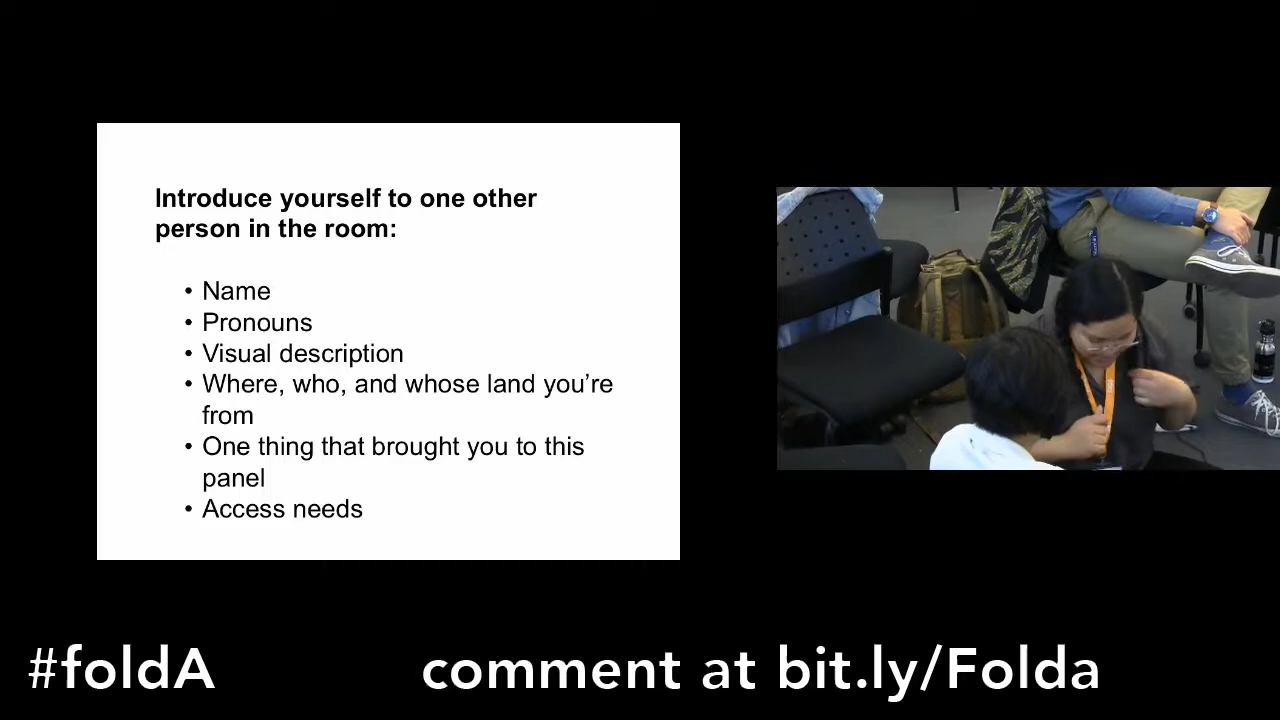 Introduce yourself to one other
person in the room:
• Name
• Pronouns
• Visual description
• Where, who, and whose land you’re
from
• One thing that brought you to this
panel
• Access needs
#foldA
comment at bit.ly/Folda